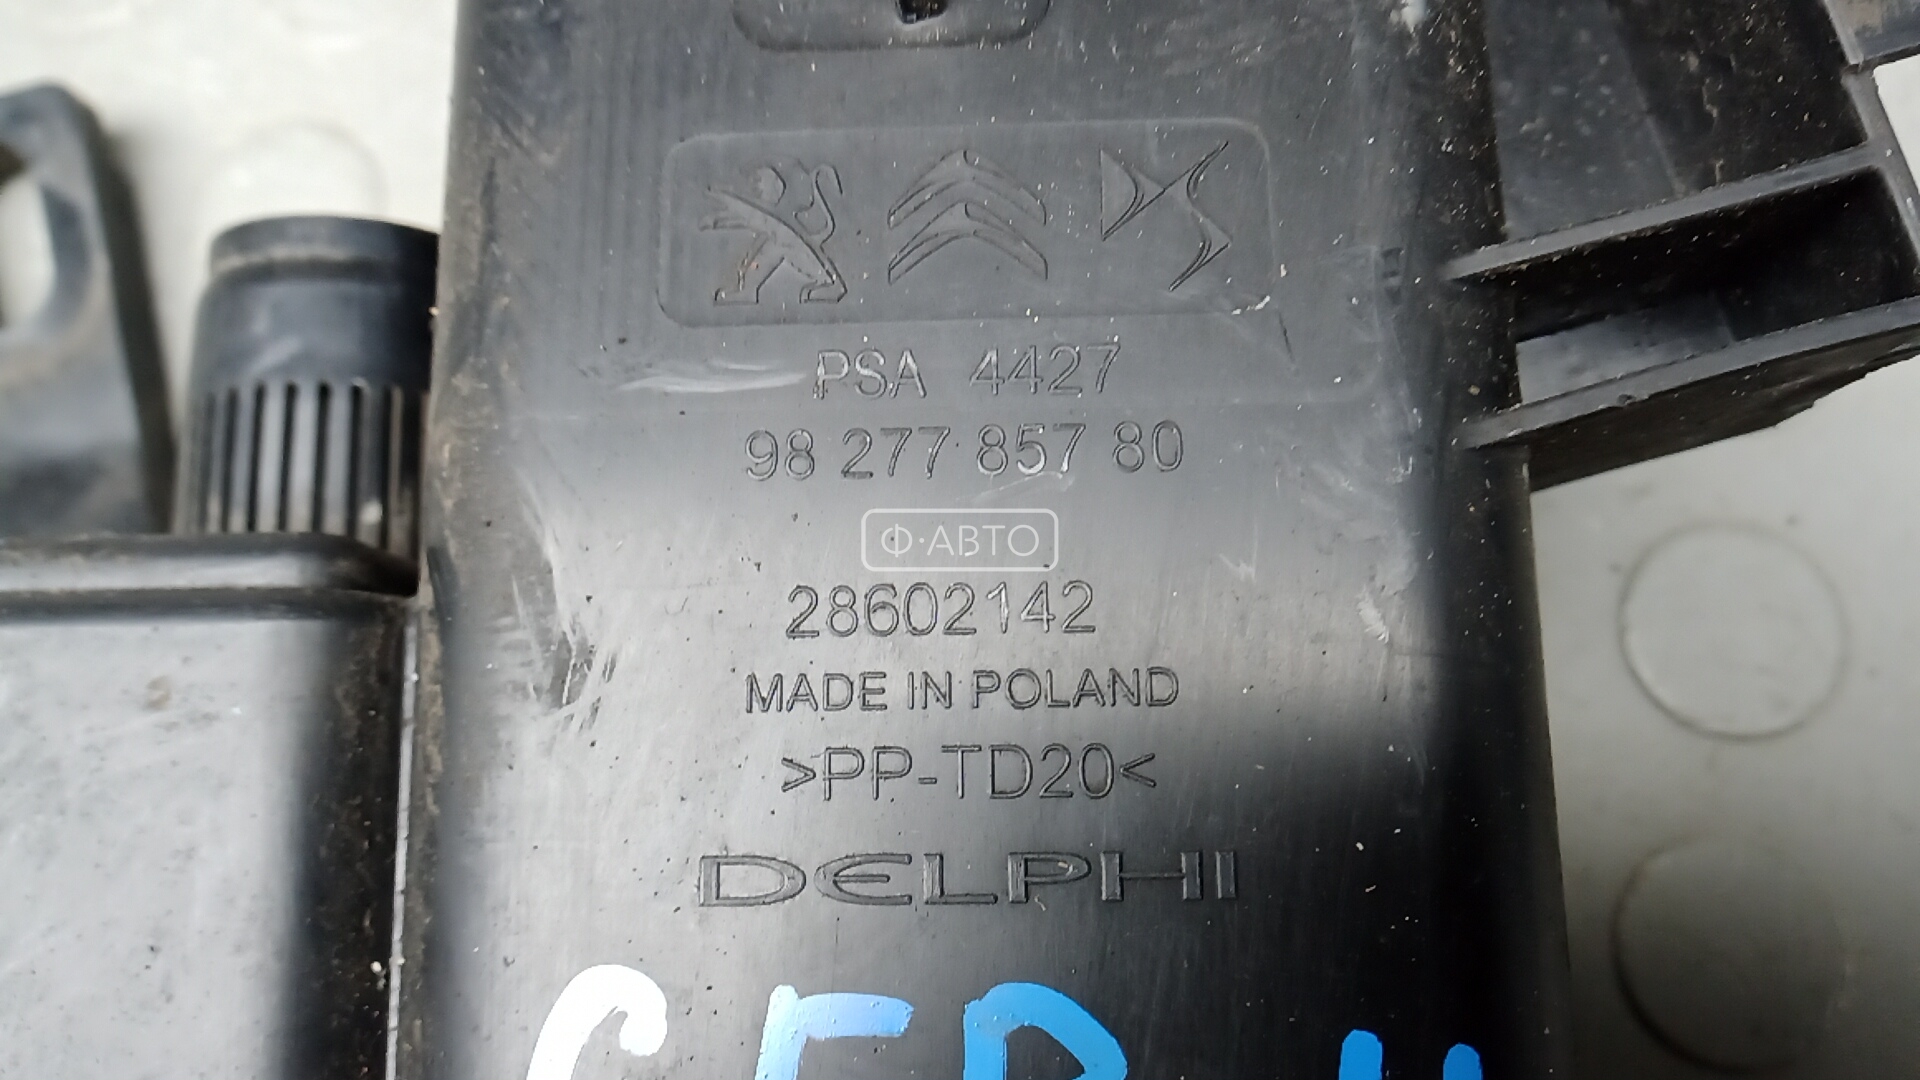 PSA 4427
98 277 857 80
Ф·АВТО
28602142
MADE IN POLAND
>PP-TD20<
DELPHI